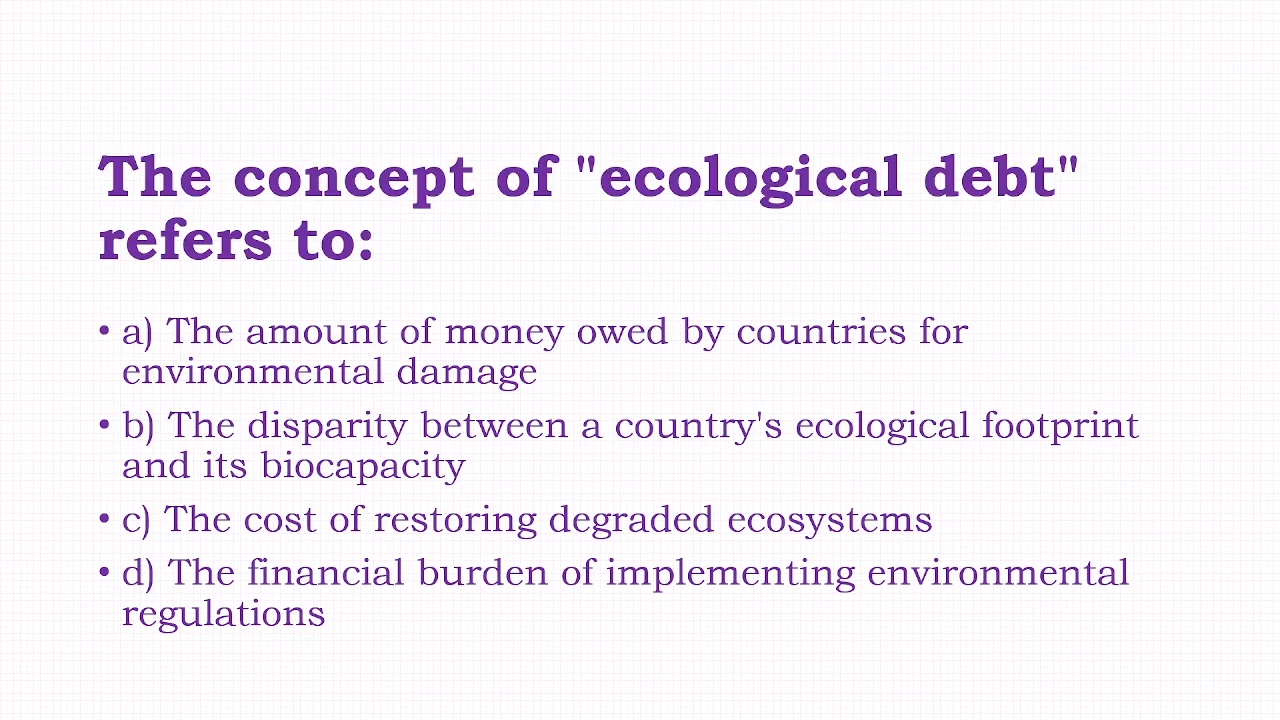 The concept of "ecological debt"
refers to:
• a) The amount of money owed by countries for
environmental damage
• b) The disparity between a country's ecological footprint
and its biocapacity
• c) The cost of restoring degraded ecosystems
• d) The financial burden of implementing environmental
regulations